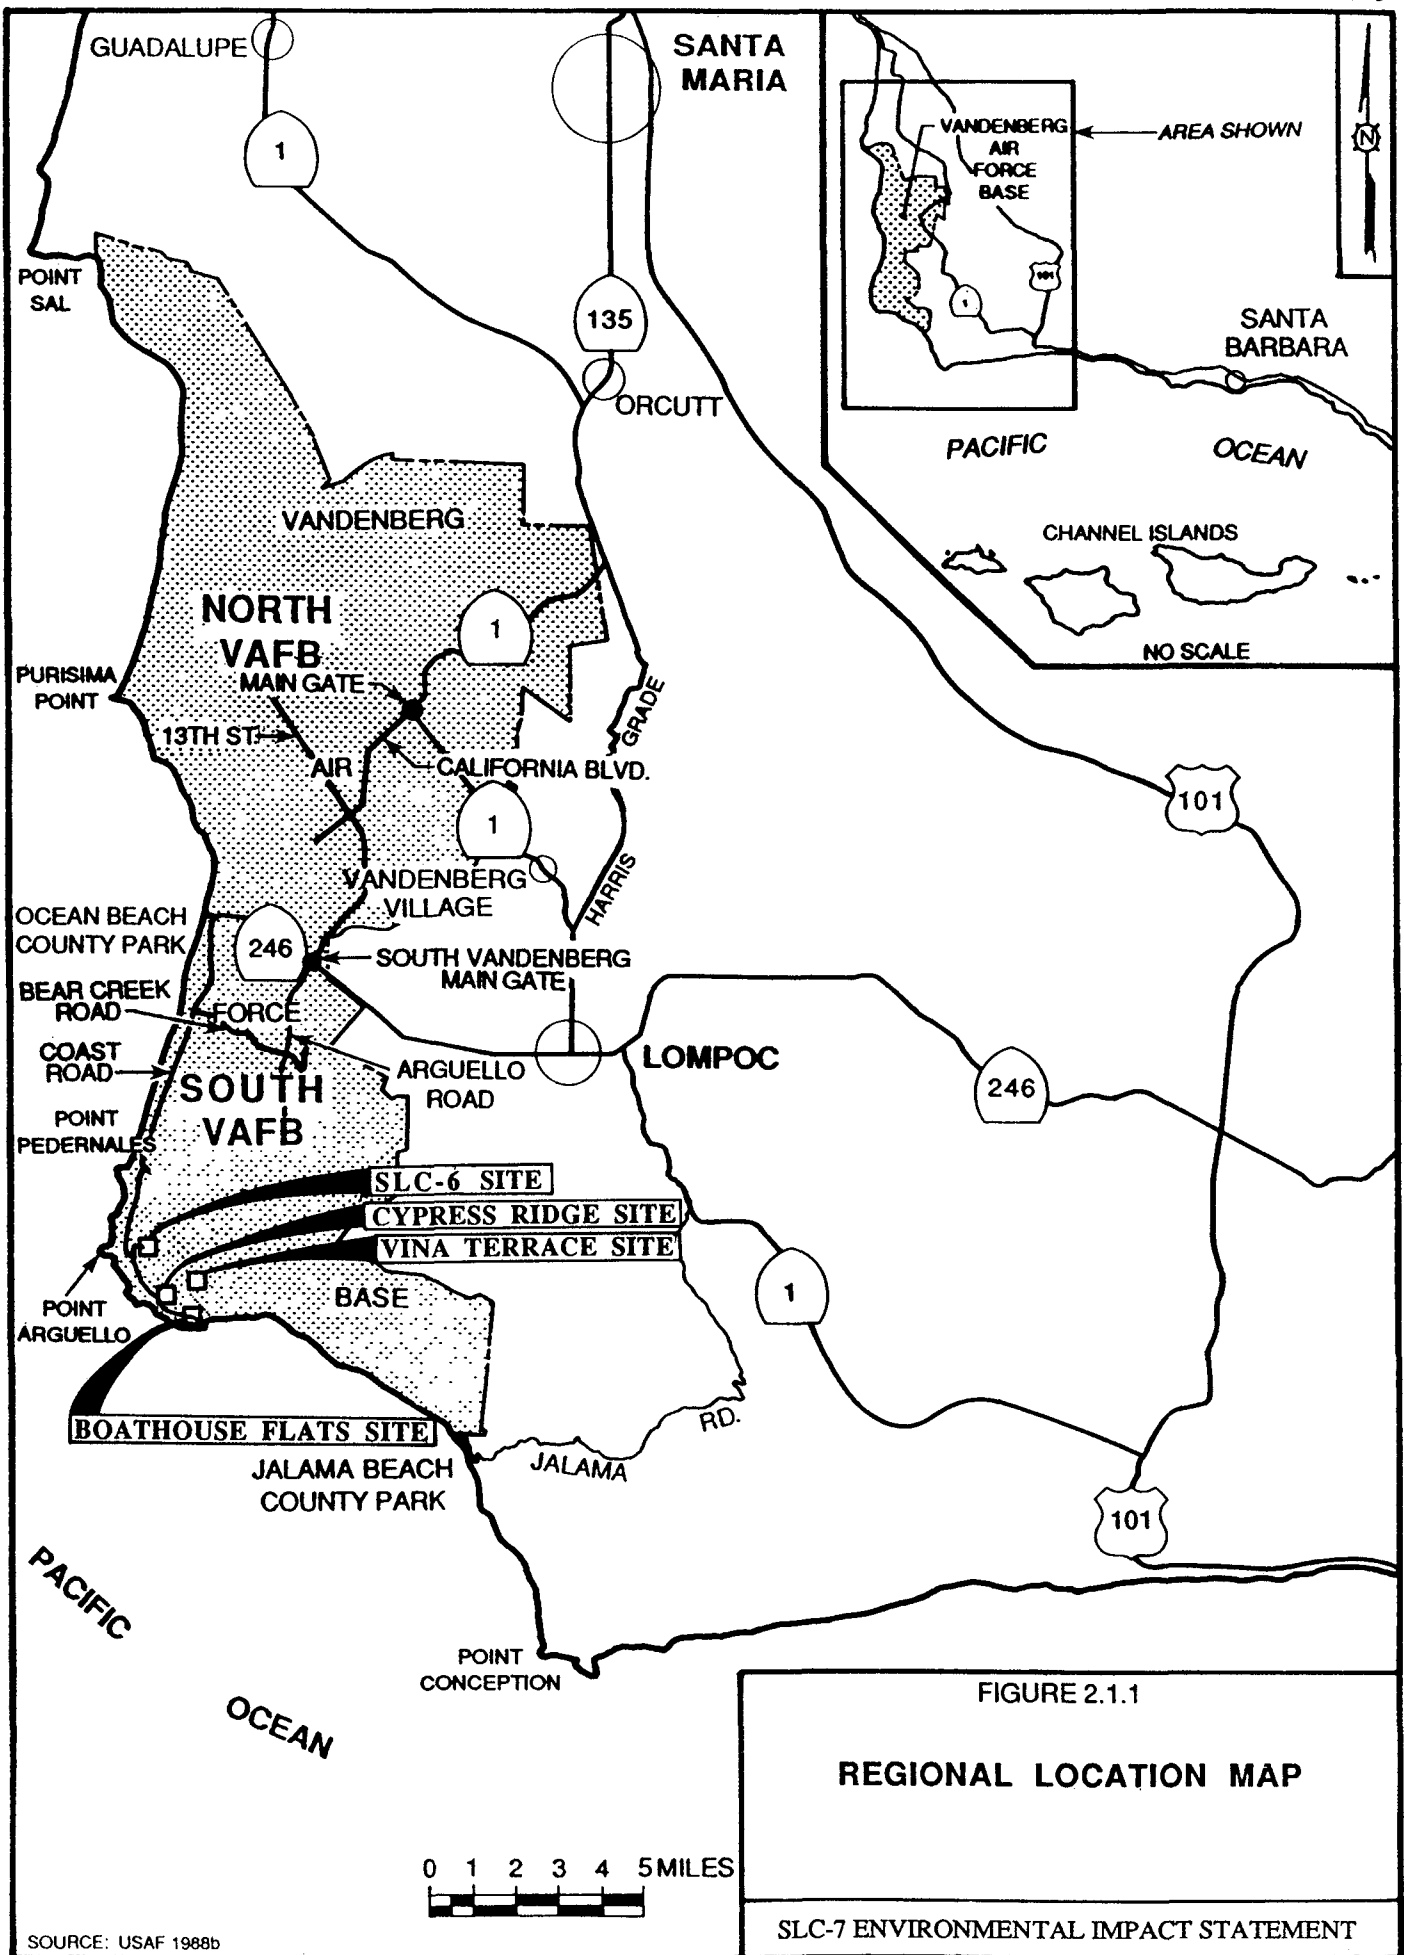 GUADALUPE
SANTA
MARIA
1
VANDENBERG
AIR
FORCE
BASE
AREA SHOWN
N
101
1
SANTA
BARBARA
PACIFIC
OCEAN
CHANNEL ISLANDS
NO SCALE
POINT
SAL
135
ORCUTT
VANDENBERG
NORTH
VAFB
1
PURISIMA
POINT
MAIN GATE
13TH ST.
AIR
CALIFORNIA BLVD.
GRADE
HARRIS
1
101
VANDENBERG
VILLAGE
OCEAN BEACH
COUNTY PARK
246
SOUTH VANDENBERG
MAIN GATE
BEAR CREEK
ROAD
FORCE
COAST
ROAD
ARGUELLO
ROAD
LOMPOC
246
SOUTH
VAFB
POINT
PEDERNALES
SLC-6 SITE
CYPRESS RIDGE SITE
VINA TERRACE SITE
BASE
POINT
ARGUELLO
1
BOATHOUSE FLATS SITE
JALAMA BEACH
COUNTY PARK
JALAMA
RD.
101
PACIFIC
OCEAN
POINT
CONCEPTION
FIGURE 2.1.1
REGIONAL LOCATION MAP
0 1 2 3 4 5 MILES
SLC-7 ENVIRONMENTAL IMPACT STATEMENT
SOURCE: USAF 1988b